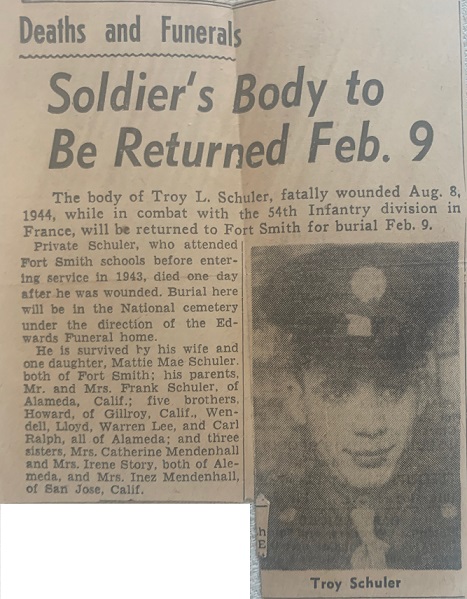 Deaths and Funerals
Soldier's Body to
Be Returned Feb. 9
The body of Troy L. Schuler, fatally wounded Aug. 8,
1944, while in combat with the 54th Infantry division in
France, will be returned to Fort Smith for burial Feb. 9.
Private Schuler, who attended
Fort Smith schools before enter-
ing service in 1943, died one day
after he was wounded. Burial here
will be in the National cemetery
under the direction of the Ed-
wards Funeral home.
He is survived by his wife and
one daughter, Mattie Mae Schuler.
both of Fort Smith; his parents,
Mr. and Mrs. Frank Schuler, of
Alameda, Calif.; five brothers,
Howard, of Gillroy, Calif., Wen-
dell, Lloyd, Warren Lee, and Carl
Ralph, all of Alameda; and three
sisters, Mrs. Catherine Mendenhall
and Mrs. Irene Story, both of Ale-
meda, and Mrs. Inez Mendenhall,
of San Jose, Calif.
h
E
Troy Schuler